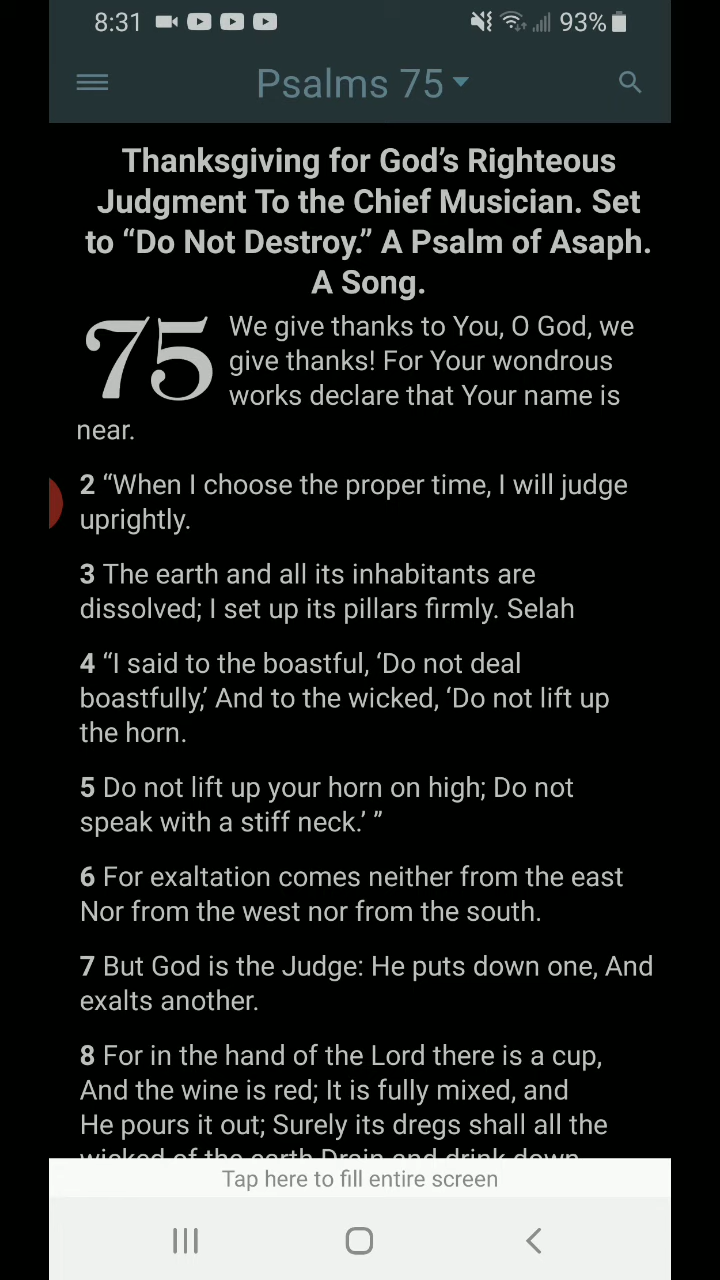 8:31 93%
Psalms 75
Thanksgiving for God’s Righteous
Judgment To the Chief Musician. Set
to “Do Not Destroy.” A Psalm of Asaph.
A Song.
75 We give thanks to You, O God, we
give thanks! For Your wondrous
works declare that Your name is
near.
2 “When I choose the proper time, I will judge
uprightly.
3 The earth and all its inhabitants are
dissolved; I set up its pillars firmly. Selah
4 “I said to the boastful, ‘Do not deal
boastfully,’ And to the wicked, ‘Do not lift up
the horn.
5 Do not lift up your horn on high; Do not
speak with a stiff neck.’ ”
6 For exaltation comes neither from the east
Nor from the west nor from the south.
7 But God is the Judge: He puts down one, And
exalts another.
8 For in the hand of the Lord there is a cup,
And the wine is red; It is fully mixed, and
He pours it out; Surely its dregs shall all the
wicked of the earth Drain and drink down
Tap here to fill entire screen